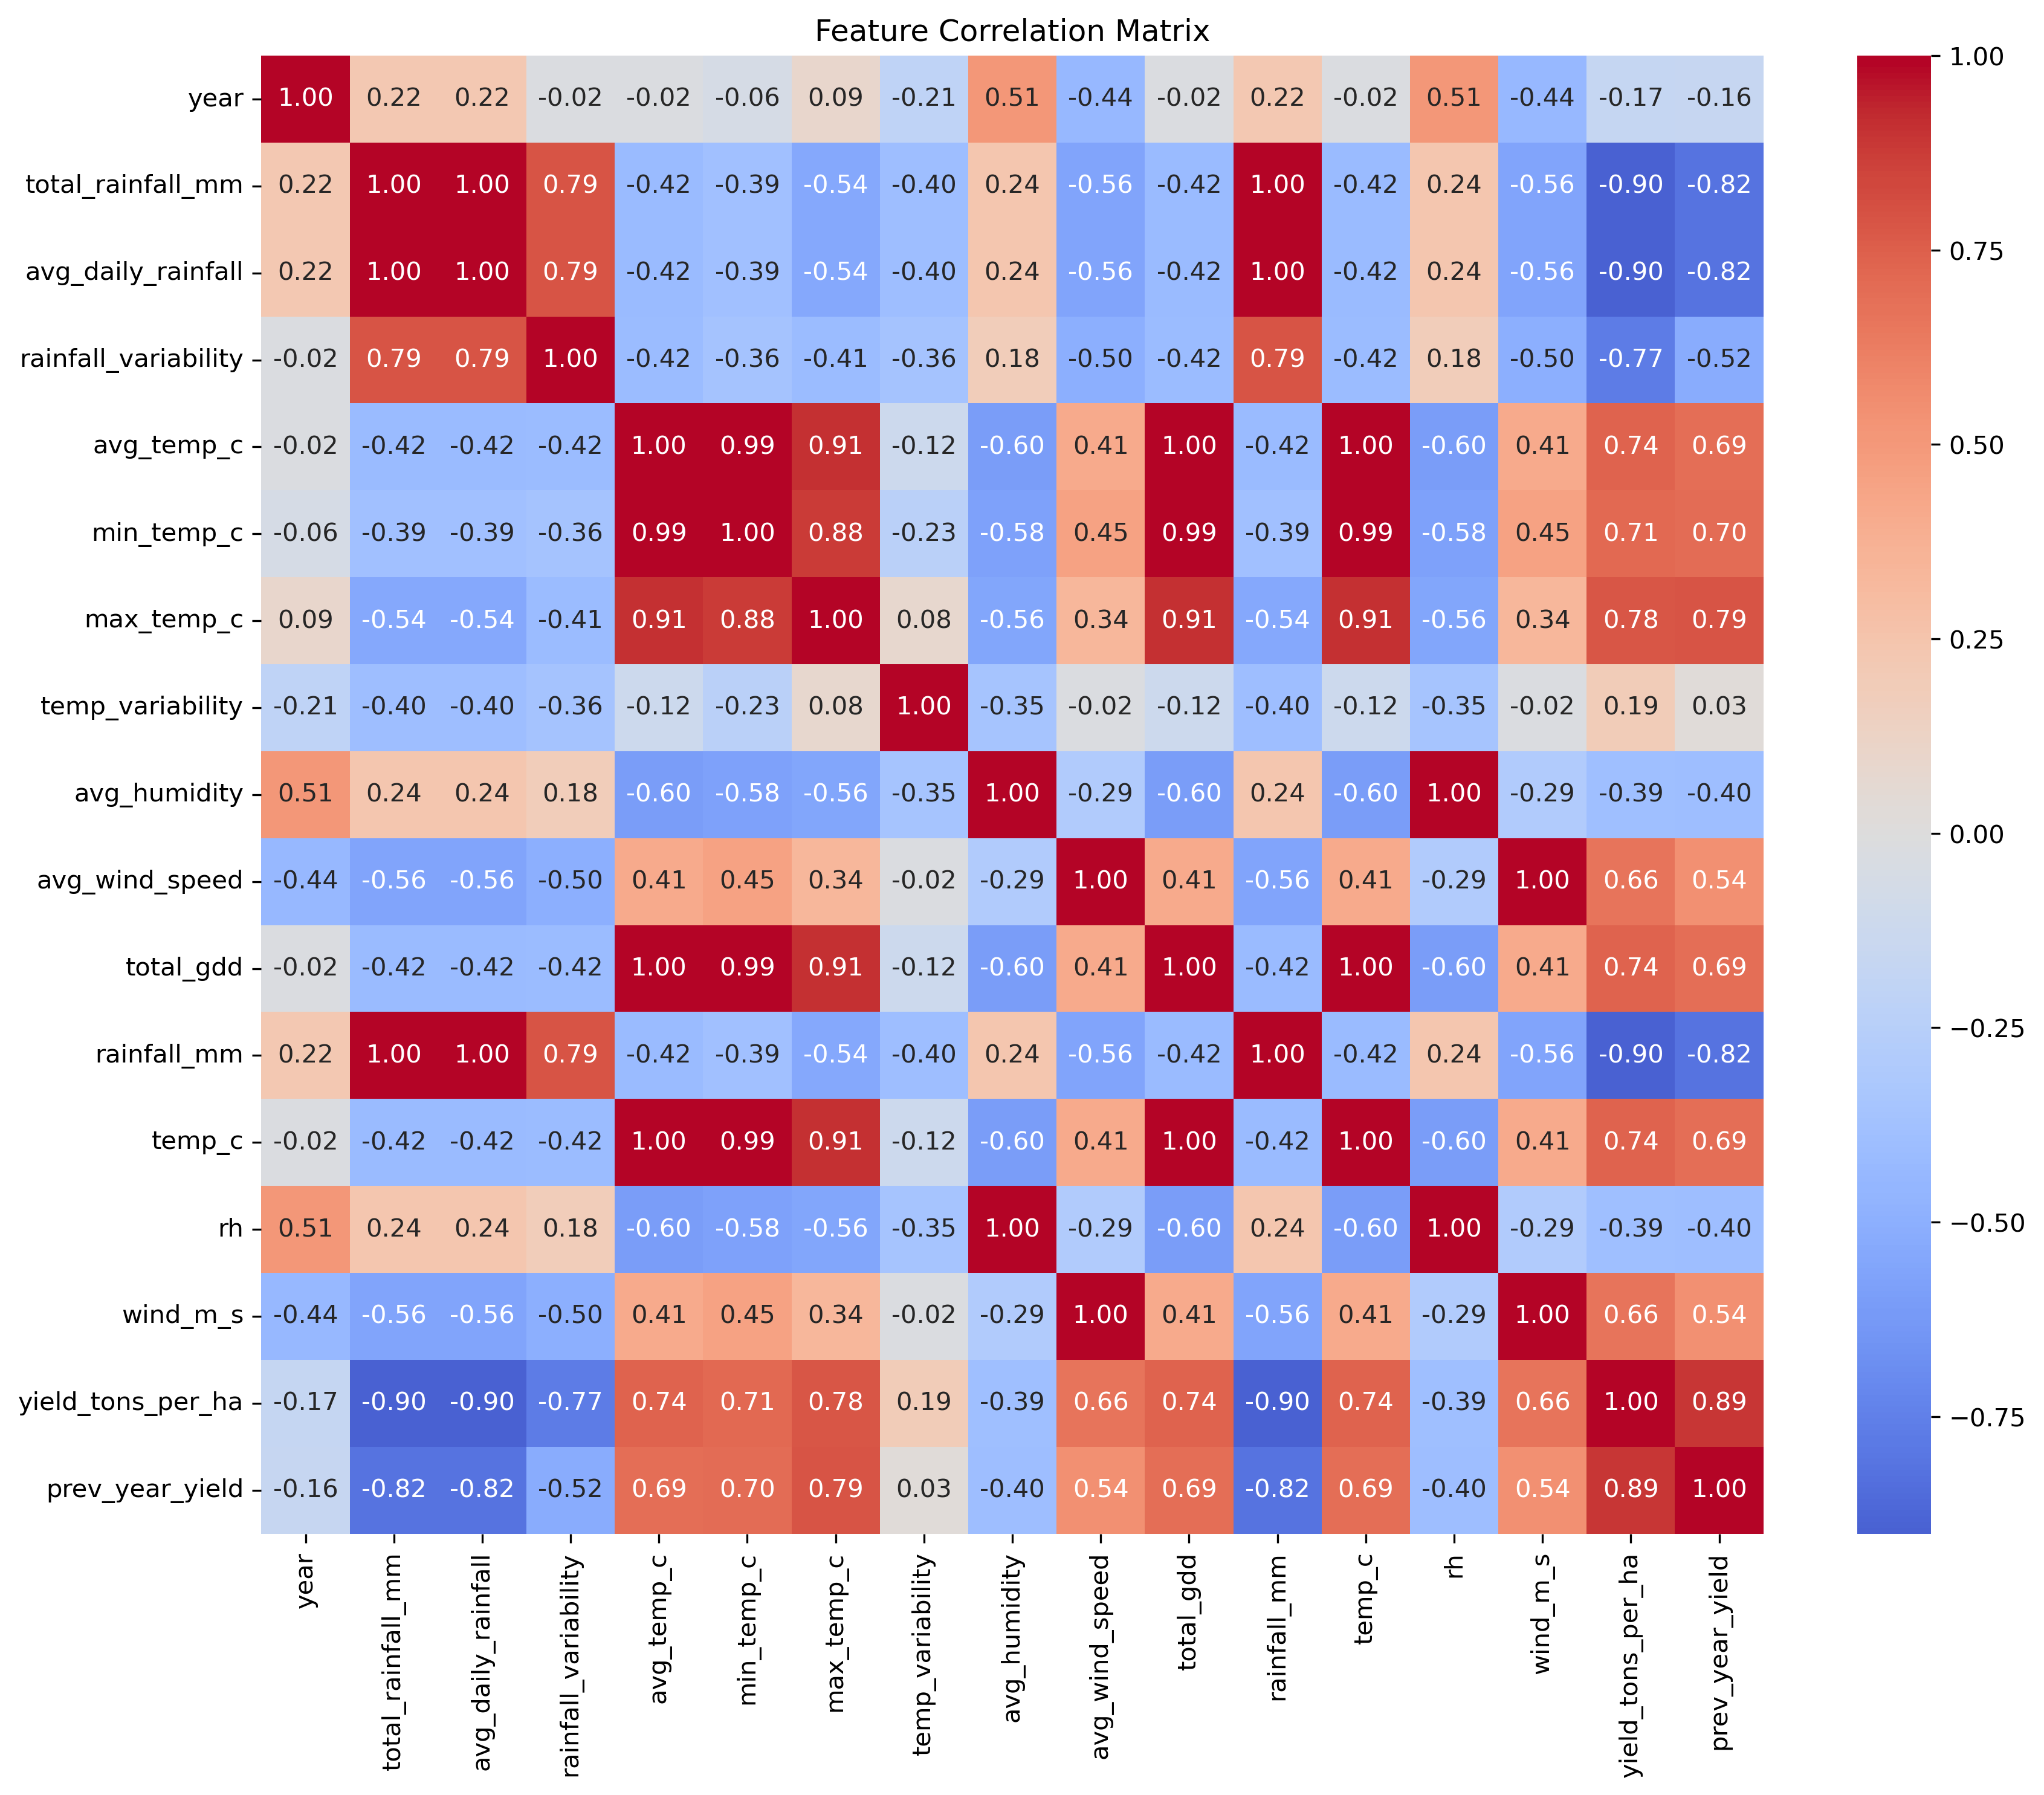 Feature Correlation Matrix
year 1.00 0.22 0.22 -0.02 -0.02 -0.06 0.09 -0.21 0.51 -0.44 -0.02 0.22 -0.02 0.51 -0.44 -0.17 -0.16
total_rainfall_mm 0.22 1.00 1.00 0.79 -0.42 -0.39 -0.54 -0.40 0.24 -0.56 -0.42 1.00 -0.42 0.24 -0.56 -0.90 -0.82
avg_daily_rainfall 0.22 1.00 1.00 0.79 -0.42 -0.39 -0.54 -0.40 0.24 -0.56 -0.42 1.00 -0.42 0.24 -0.56 -0.90 -0.82
rainfall_variability -0.02 0.79 0.79 1.00 -0.42 -0.36 -0.41 -0.36 0.18 -0.50 -0.42 0.79 -0.42 0.18 -0.50 -0.77 -0.52
avg_temp_c -0.02 -0.42 -0.42 -0.42 1.00 0.99 0.91 -0.12 -0.60 0.41 1.00 -0.42 1.00 -0.60 0.41 0.74 0.69
min_temp_c -0.06 -0.39 -0.39 -0.36 0.99 1.00 0.88 -0.23 -0.58 0.45 0.99 -0.39 0.99 -0.58 0.45 0.71 0.70
max_temp_c 0.09 -0.54 -0.54 -0.41 0.91 0.88 1.00 0.08 -0.56 0.34 0.91 -0.54 0.91 -0.56 0.34 0.78 0.79
temp_variability -0.21 -0.40 -0.40 -0.36 -0.12 -0.23 0.08 1.00 -0.35 -0.02 -0.12 -0.40 -0.12 -0.35 -0.02 0.19 0.03
avg_humidity 0.51 0.24 0.24 0.18 -0.60 -0.58 -0.56 -0.35 1.00 -0.29 -0.60 0.24 -0.60 1.00 -0.29 -0.39 -0.40
avg_wind_speed -0.44 -0.56 -0.56 -0.50 0.41 0.45 0.34 -0.02 -0.29 1.00 0.41 -0.56 0.41 -0.29 1.00 0.66 0.54
total_gdd -0.02 -0.42 -0.42 -0.42 1.00 0.99 0.91 -0.12 -0.60 0.41 1.00 -0.42 1.00 -0.60 0.41 0.74 0.69
rainfall_mm 0.22 1.00 1.00 0.79 -0.42 -0.39 -0.54 -0.40 0.24 -0.56 -0.42 1.00 -0.42 0.24 -0.56 -0.90 -0.82
temp_c -0.02 -0.42 -0.42 -0.42 1.00 0.99 0.91 -0.12 -0.60 0.41 1.00 -0.42 1.00 -0.60 0.41 0.74 0.69
rh 0.51 0.24 0.24 0.18 -0.60 -0.58 -0.56 -0.35 1.00 -0.29 -0.60 0.24 -0.60 1.00 -0.29 -0.39 -0.40
wind_m_s -0.44 -0.56 -0.56 -0.50 0.41 0.45 0.34 -0.02 -0.29 1.00 0.41 -0.56 0.41 -0.29 1.00 0.66 0.54
yield_tons_per_ha -0.17 -0.90 -0.90 -0.77 0.74 0.71 0.78 0.19 -0.39 0.66 0.74 -0.90 0.74 -0.39 0.66 1.00 0.89
prev_year_yield -0.16 -0.82 -0.82 -0.52 0.69 0.70 0.79 0.03 -0.40 0.54 0.69 -0.82 0.69 -0.40 0.54 0.89 1.00
year
total_rainfall_mm
avg_daily_rainfall
rainfall_variability
avg_temp_c
min_temp_c
max_temp_c
temp_variability
avg_humidity
avg_wind_speed
total_gdd
rainfall_mm
temp_c
rh
wind_m_s
yield_tons_per_ha
prev_year_yield
1.00
0.75
0.50
0.25
0.00
−0.25
−0.50
−0.75